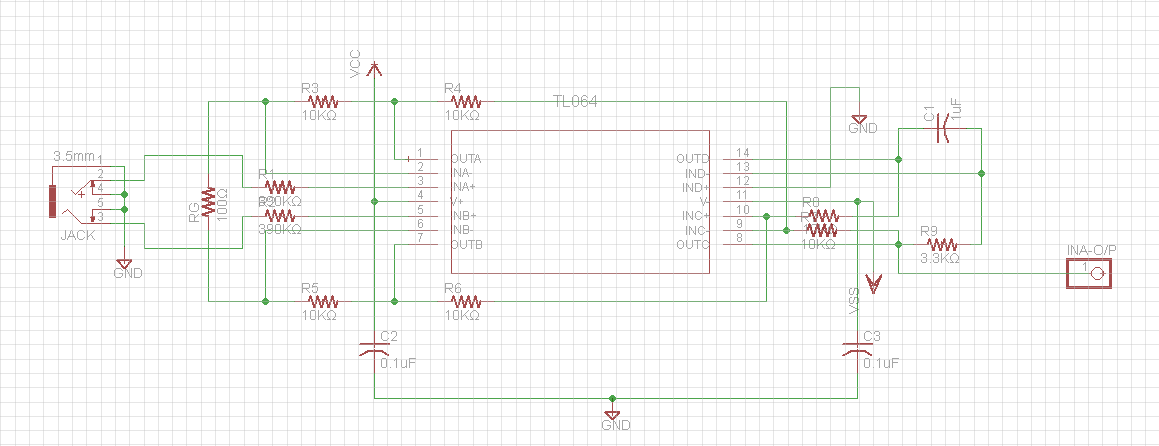 VCC
R3
10KΩ
R4
10KΩ
TL064
C1
1uF
GND
3.5mm
1
2
4
5
3
JACK
GND
RG
100Ω
R1
390KΩ
390KΩ
1 OUTA OUTD 14
2 INA- IND- 13
3 INA+ IND+ 12
4 V+ V- 11
5 INB+ INC+ 10
6 INB- INC- 9
7 OUTB OUTC 8
R8
10KΩ
R9
3.3KΩ
INA-O/P
1
VSS
R5
10KΩ
R6
10KΩ
C2
0.1uF
C3
0.1uF
GND